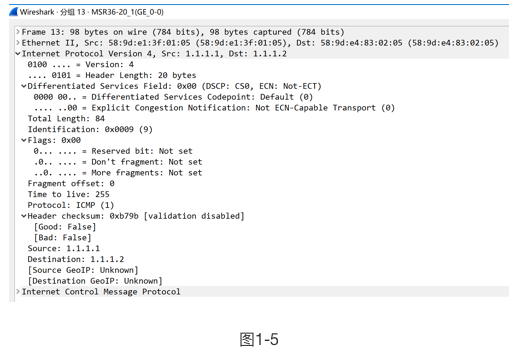 Wireshark · 分组 13 · MSR36-20_1(GE_0-0)
Frame 13: 98 bytes on wire (784 bits), 98 bytes captured (784 bits)
Ethernet II, Src: 58:9d:e1:3f:01:05 (58:9d:e1:3f:01:05), Dst: 58:9d:e4:83:02:05 (58:9d:e4:83:02:05)
Internet Protocol Version 4, Src: 1.1.1.1, Dst: 1.1.1.2
0100 .... = Version: 4
.... 0101 = Header Length: 20 bytes
Differentiated Services Field: 0x00 (DSCP: CS0, ECN: Not-ECT)
0000 00.. = Differentiated Services Codepoint: Default (0)
.... ..00 = Explicit Congestion Notification: Not ECN-Capable Transport (0)
Total Length: 84
Identification: 0x0009 (9)
Flags: 0x00
0... .... = Reserved bit: Not set
.0.. .... = Don't fragment: Not set
..0. .... = More fragments: Not set
Fragment offset: 0
Time to live: 255
Protocol: ICMP (1)
Header checksum: 0xb79b [validation disabled]
[Good: False]
[Bad: False]
Source: 1.1.1.1
Destination: 1.1.1.2
[Source GeoIP: Unknown]
[Destination GeoIP: Unknown]
Internet Control Message Protocol
图1-5